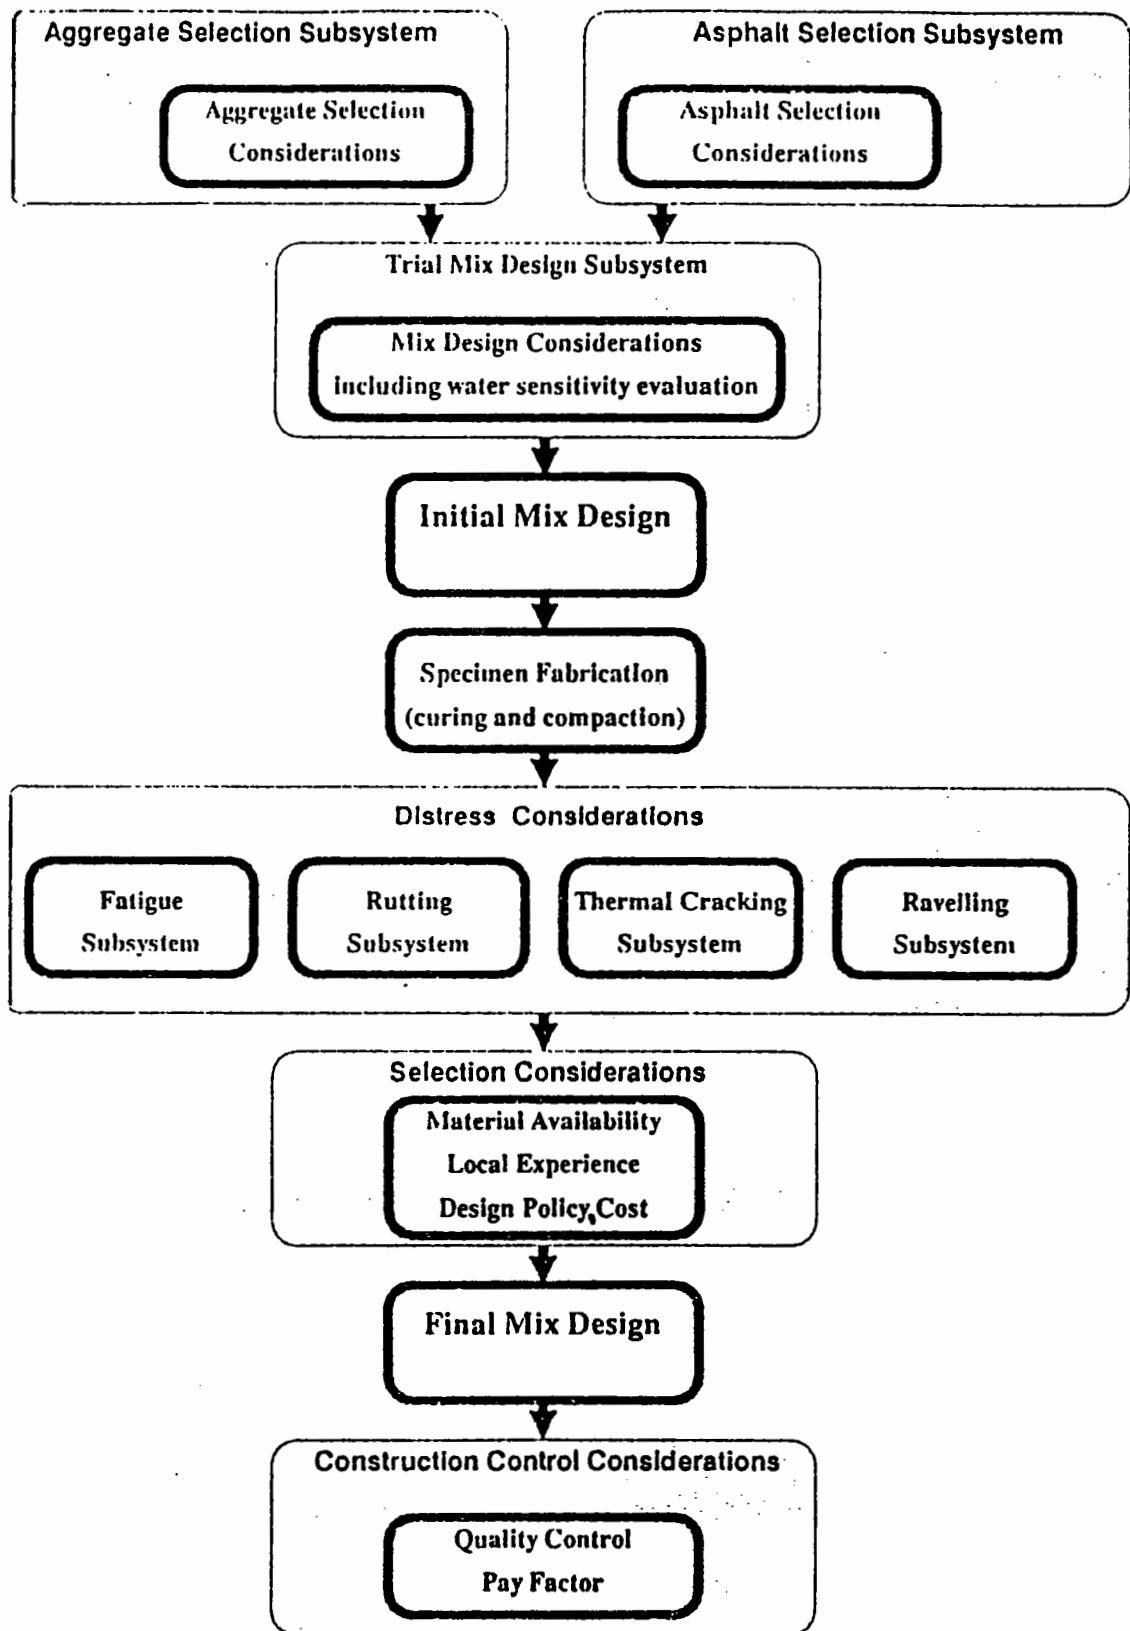 Aggregate Selection Subsystem
Asphalt Selection Subsystem
Aggregate Selection
Considerations
Asphalt Selection
Considerations
Trial Mix Design Subsystem
Mix Design Considerations
including water sensitivity evaluation
Initial Mix Design
Specimen Fabrication
(curing and compaction)
Distress Considerations
Fatigue
Subsystem
Rutting
Subsystem
Thermal Cracking
Subsystem
Ravelling
Subsystem
Selection Considerations
Material Availability
Local Experience
Design Policy, Cost
Final Mix Design
Construction Control Considerations
Quality Control
Pay Factor